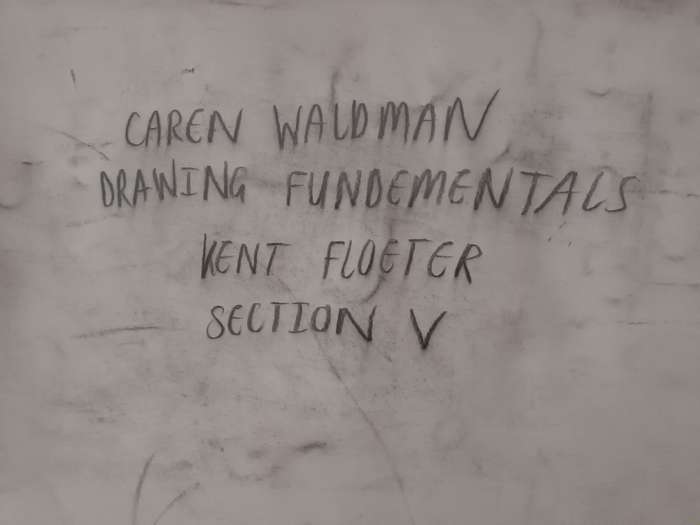 CAREN WALDMAN
DRAWING FUNDEMENTALS
KENT FLOETER
SECTION V